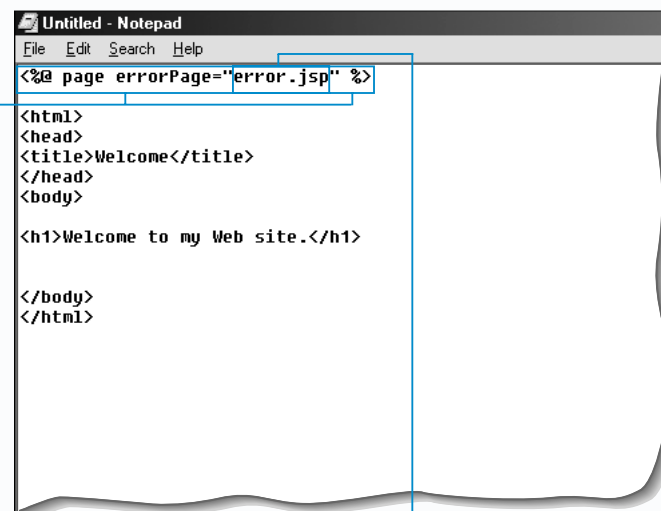 Untitled - Notepad
File Edit Search Help
<%@ page errorPage="error.jsp" %>
<html>
<head>
<title>Welcome</title>
</head>
<body>
<h1>Welcome to my Web site.</h1>
</body>
</html>